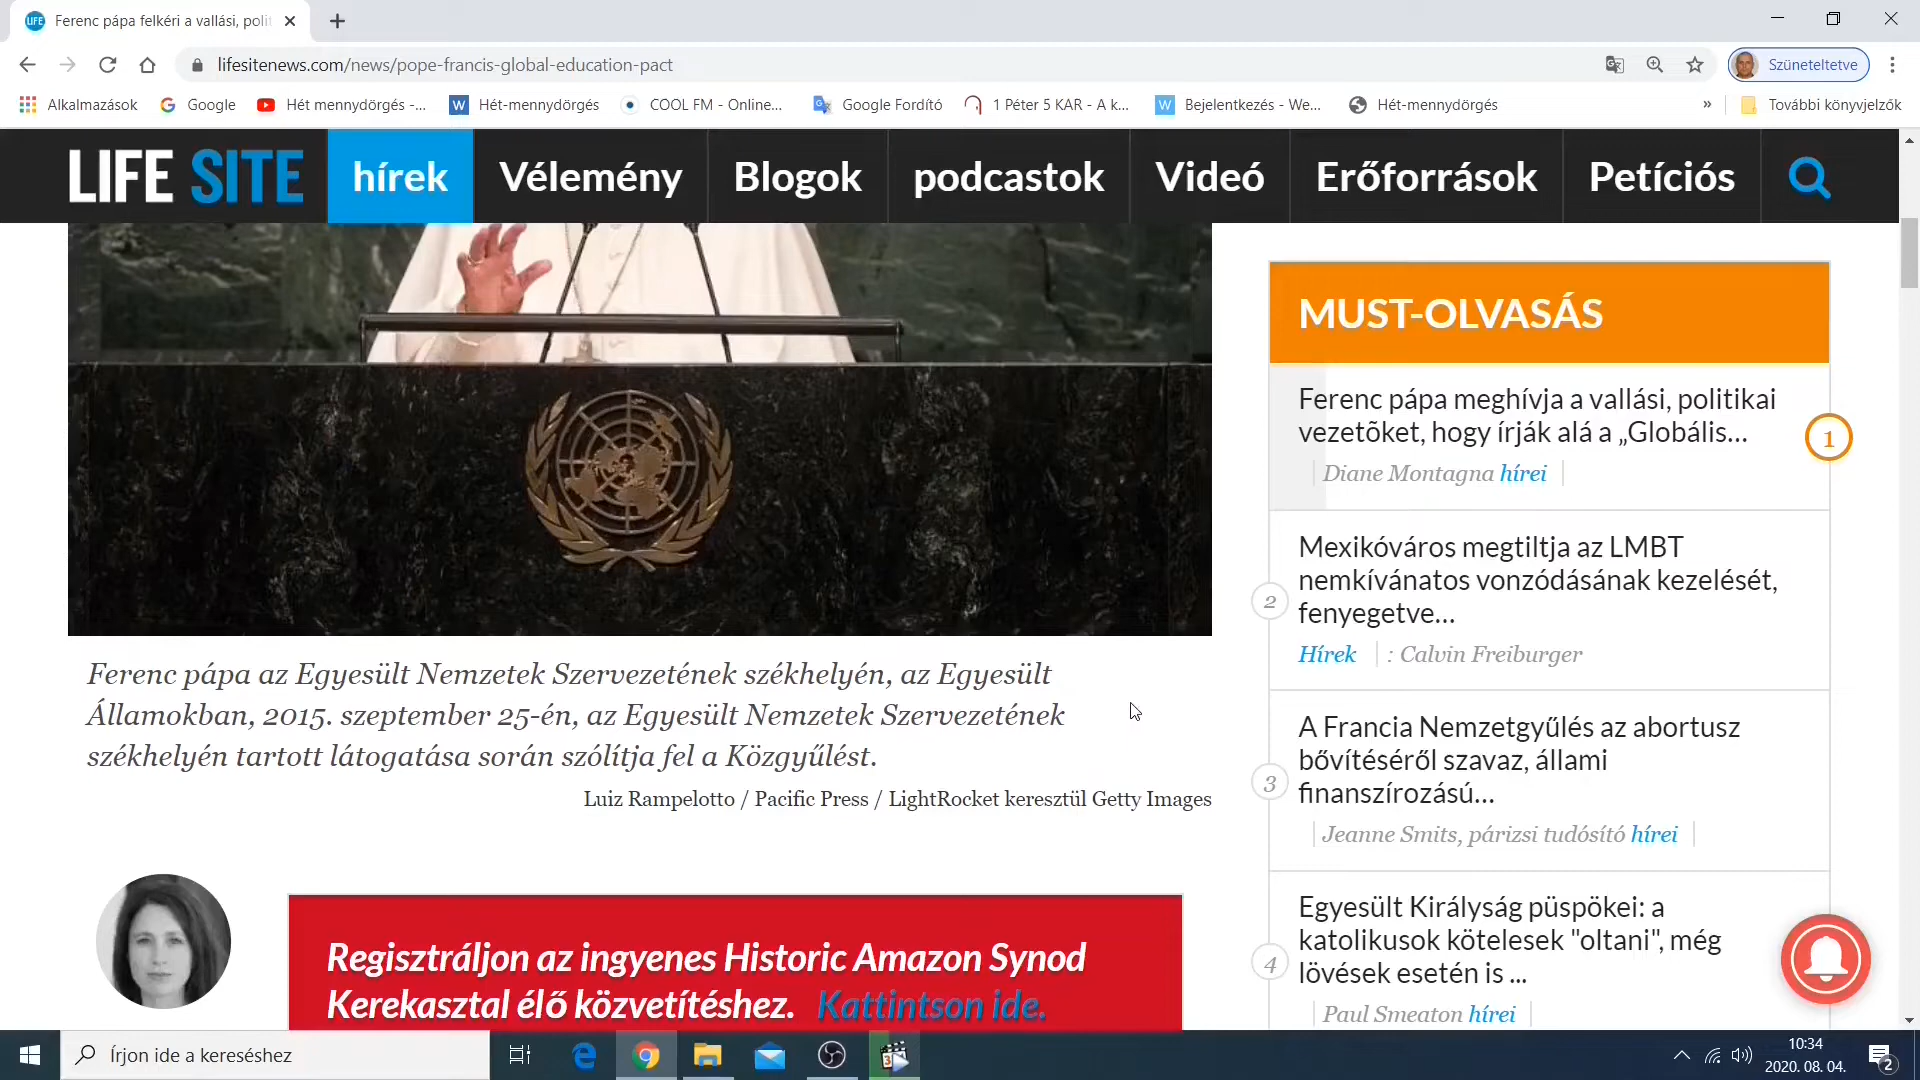 Ferenc pápa felkéri a vallási, poli
lifesitenews.com/news/pope-francis-global-education-pact
Szüneteltetve
Alkalmazások
Google
Hét mennydörgés -...
Hét-mennydörgés
COOL FM - Online...
Google Fordító
1 Péter 5 KAR - A k...
Bejelentkezés - We...
Hét-mennydörgés
»
További könyvjelzők
LIFE SITE
hírek
Vélemény
Blogok
podcastok
Videó
Erőforrások
Petíciós
Ferenc pápa az Egyesült Nemzetek Szervezetének székhelyén, az Egyesült
Államokban, 2015. szeptember 25-én, az Egyesült Nemzetek Szervezetének
székhelyén tartott látogatása során szólítja fel a Közgyűlést.
Luiz Rampelotto / Pacific Press / LightRocket keresztül Getty Images
Regisztráljon az ingyenes Historic Amazon Synod
Kerekasztal élő közvetítéshez. Kattintson ide.
MUST-OLVASÁS
Ferenc pápa meghívja a vallási, politikai
vezetõket, hogy írják alá a „Globális...
1
Diane Montagna hírei
Mexikóváros megtiltja az LMBT
nemkívánatos vonzódásának kezelését,
2
fenyegetve...
Hírek : Calvin Freiburger
A Francia Nemzetgyűlés az abortusz
bővítéséről szavaz, állami
3
finanszírozású...
Jeanne Smits, párizsi tudósító hírei
Egyesült Királyság püspökei: a
katolikusok kötelesek "oltani", még
4
lövések esetén is ...
Paul Smeaton hírei
Írjon ide a kereséshez
10:34
2020. 08. 04.
2